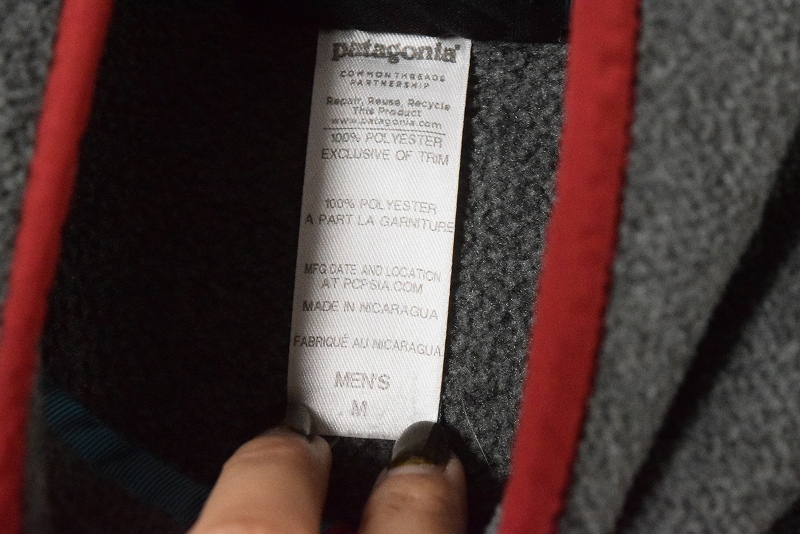 patagonia®
COMMON THREADS
PARTNERSHIP
Repair, Reuse, Recycle
This Product
www.patagonia.com
100% POLYESTER
EXCLUSIVE OF TRIM
100% POLYESTER
A PART LA GARNITURE
MFG DATE AND LOCATION
AT PCPSIA.COM
MADE IN NICARAGUA
FABRIQUÉ AU NICARAGUA
MEN'S
M